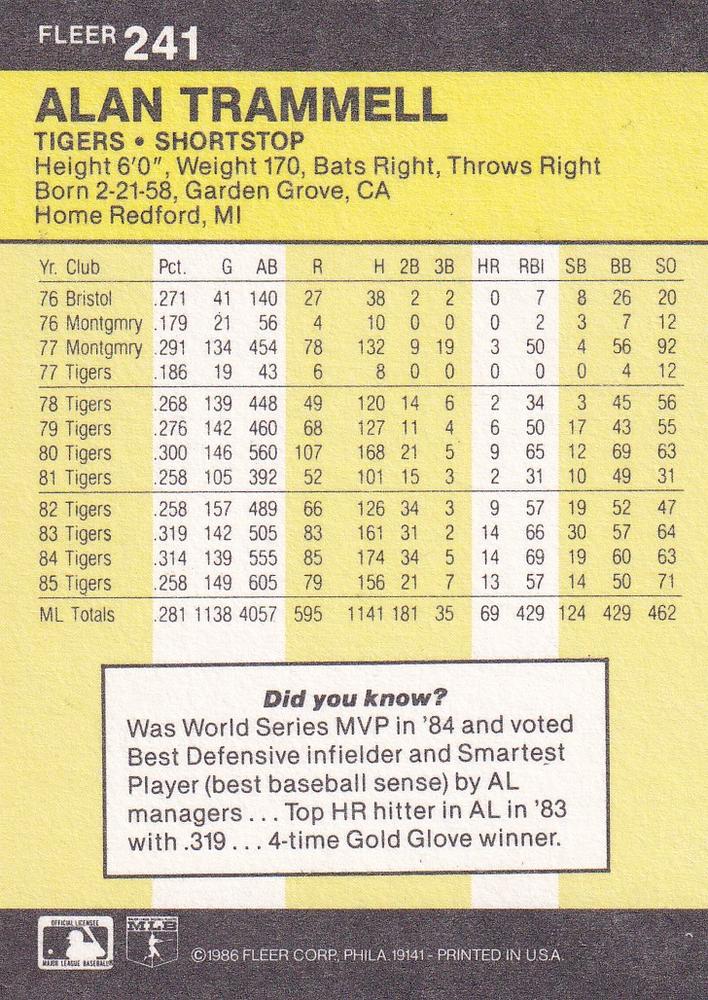 FLEER 241
ALAN TRAMMELL
TIGERS • SHORTSTOP
Height 6'0", Weight 170, Bats Right, Throws Right
Born 2-21-58, Garden Grove, CA
Home Redford, MI
Yr. Club Pct. G AB R H 2B 3B HR RBI SB BB SO
76 Bristol .271 41 140 27 38 2 2 0 7 8 26 20
76 Montgmry .179 21 56 4 10 0 0 0 2 3 7 12
77 Montgmry .291 134 454 78 132 9 19 3 50 4 56 92
77 Tigers .186 19 43 6 8 0 0 0 0 0 4 12
78 Tigers .268 139 448 49 120 14 6 2 34 3 45 56
79 Tigers .276 142 460 68 127 11 4 6 50 17 43 55
80 Tigers .300 146 560 107 168 21 5 9 65 12 69 63
81 Tigers .258 105 392 52 101 15 3 2 31 10 49 31
82 Tigers .258 157 489 66 126 34 3 9 57 19 52 47
83 Tigers .319 142 505 83 161 31 2 14 66 30 57 64
84 Tigers .314 139 555 85 174 34 5 14 69 19 60 63
85 Tigers .258 149 605 79 156 21 7 13 57 14 50 71
ML Totals .281 1138 4057 595 1141 181 35 69 429 124 429 462
Did you know?
Was World Series MVP in '84 and voted
Best Defensive infielder and Smartest
Player (best baseball sense) by AL
managers . . . Top HR hitter in AL in '83
with .319 . . . 4-time Gold Glove winner.
OFFICIAL LICENSEE
MAJOR LEAGUE BASEBALL
MLB
©1986 FLEER CORP., PHILA. 19141 - PRINTED IN U.S.A.